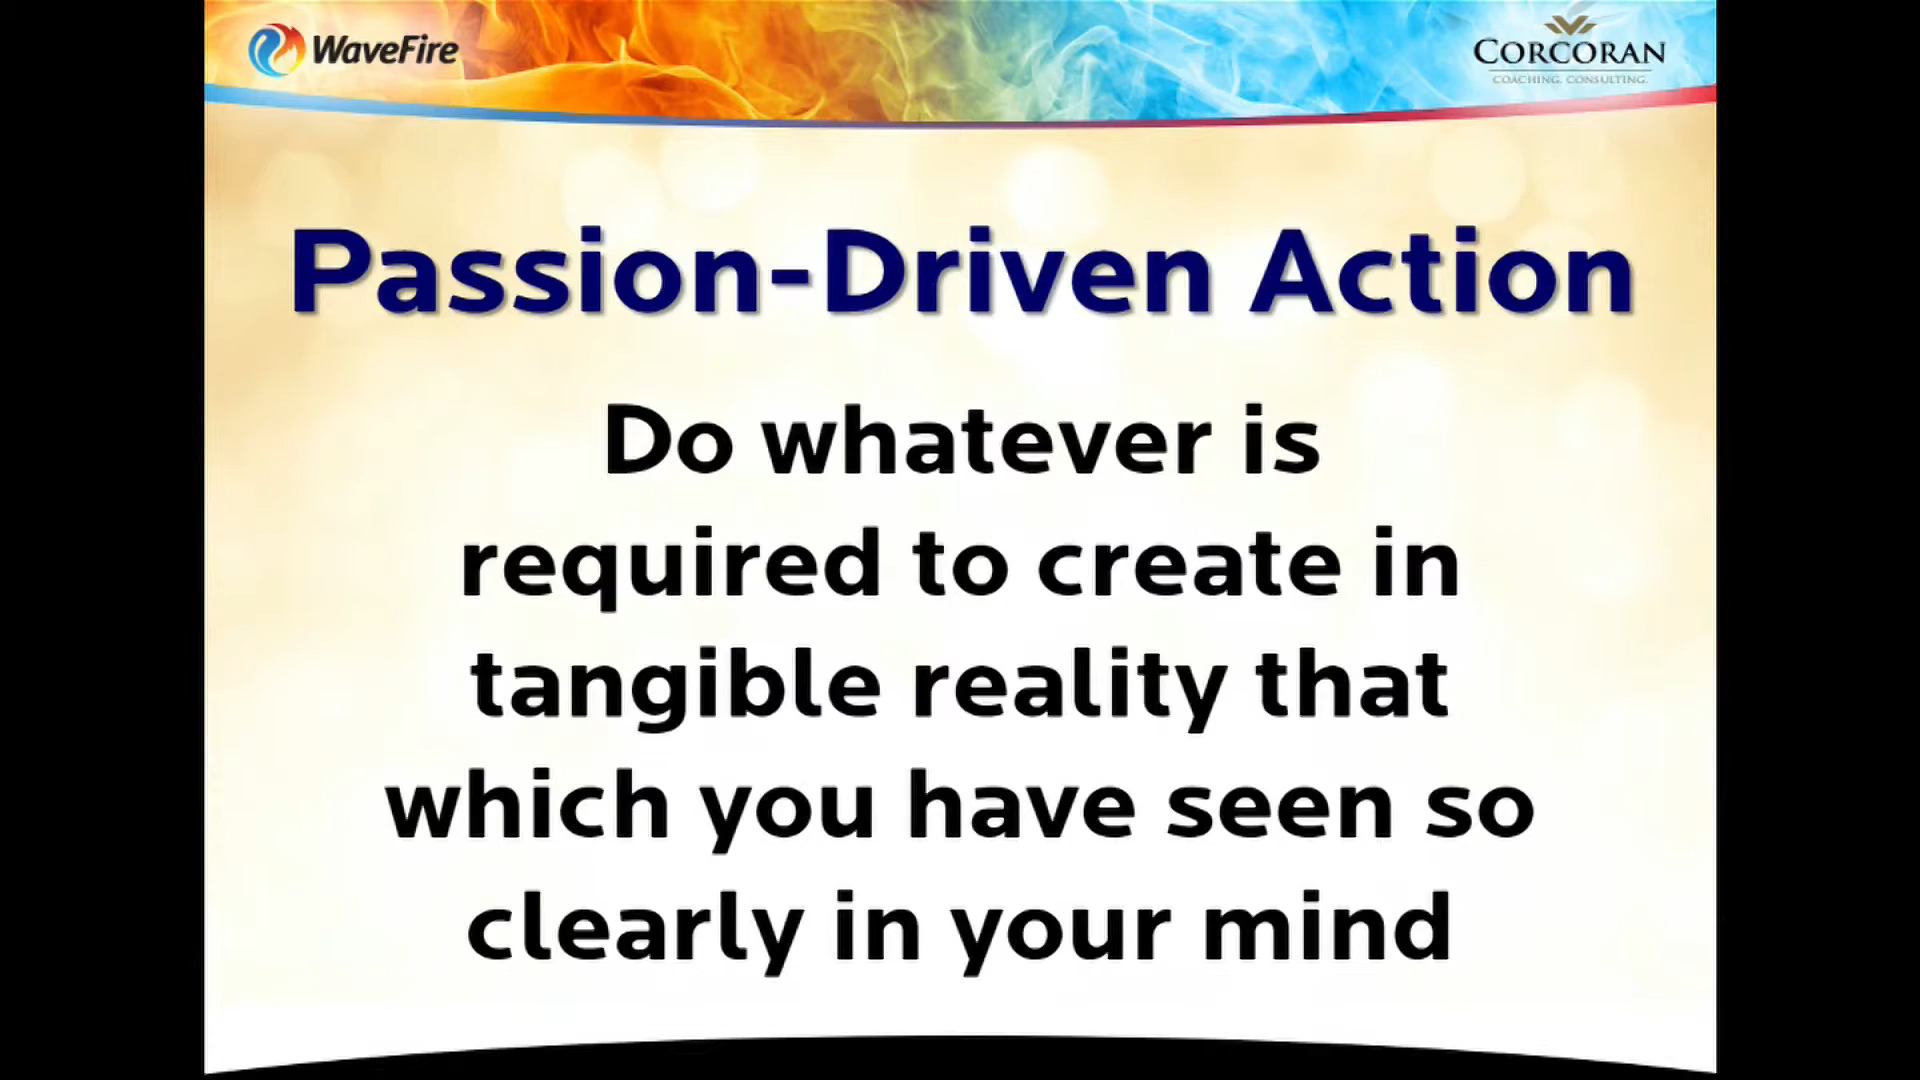 WaveFire
CORCORAN
COACHING. CONSULTING.
Passion-Driven Action
Do whatever is
required to create in
tangible reality that
which you have seen so
clearly in your mind